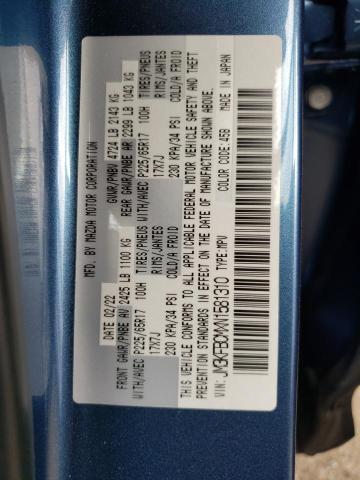 MFD. BY MAZDA MOTOR CORPORATION
DATE 02/22 GVWR/PNBV 4724 LB 2143 KG
FRONT GAWR/PNBE AV 2425 LB 1100 KG REAR GAWR/PNBE AR 2299 LB 1043 KG
WITH/AVEC P225/65R17 100H TIRES/PNEUS WITH/AVEC P225/65R17 100H TIRES/PNEUS
17X7J RIMS/JANTES 17X7J RIMS/JANTES
230 KPA/34 PSI COLD/A FROID 230 KPA/34 PSI COLD/A FROID
THIS VEHICLE CONFORMS TO ALL APPLICABLE FEDERAL MOTOR VEHICLE SAFETY AND THEFT
PREVENTION STANDARDS IN EFFECT ON THE DATE OF MANUFACTURE SHOWN ABOVE.
JM3KFBCMXN1581310 COLOR:45B MADE IN JAPAN
TYPE:MPV